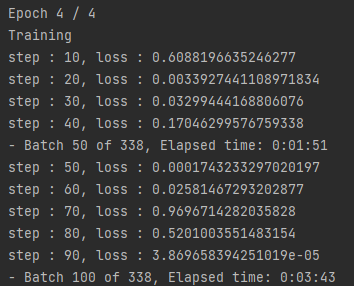 Epoch 4 / 4
Training
step : 10, loss : 0.6088196635246277
step : 20, loss : 0.0033927441108971834
step : 30, loss : 0.03299444168806076
step : 40, loss : 0.17046299576759338
- Batch 50 of 338, Elapsed time: 0:01:51
step : 50, loss : 0.0001743233297020197
step : 60, loss : 0.02581467293202877
step : 70, loss : 0.9696714282035828
step : 80, loss : 0.5201003551483154
step : 90, loss : 3.869658394251019e-05
- Batch 100 of 338, Elapsed time: 0:03:43